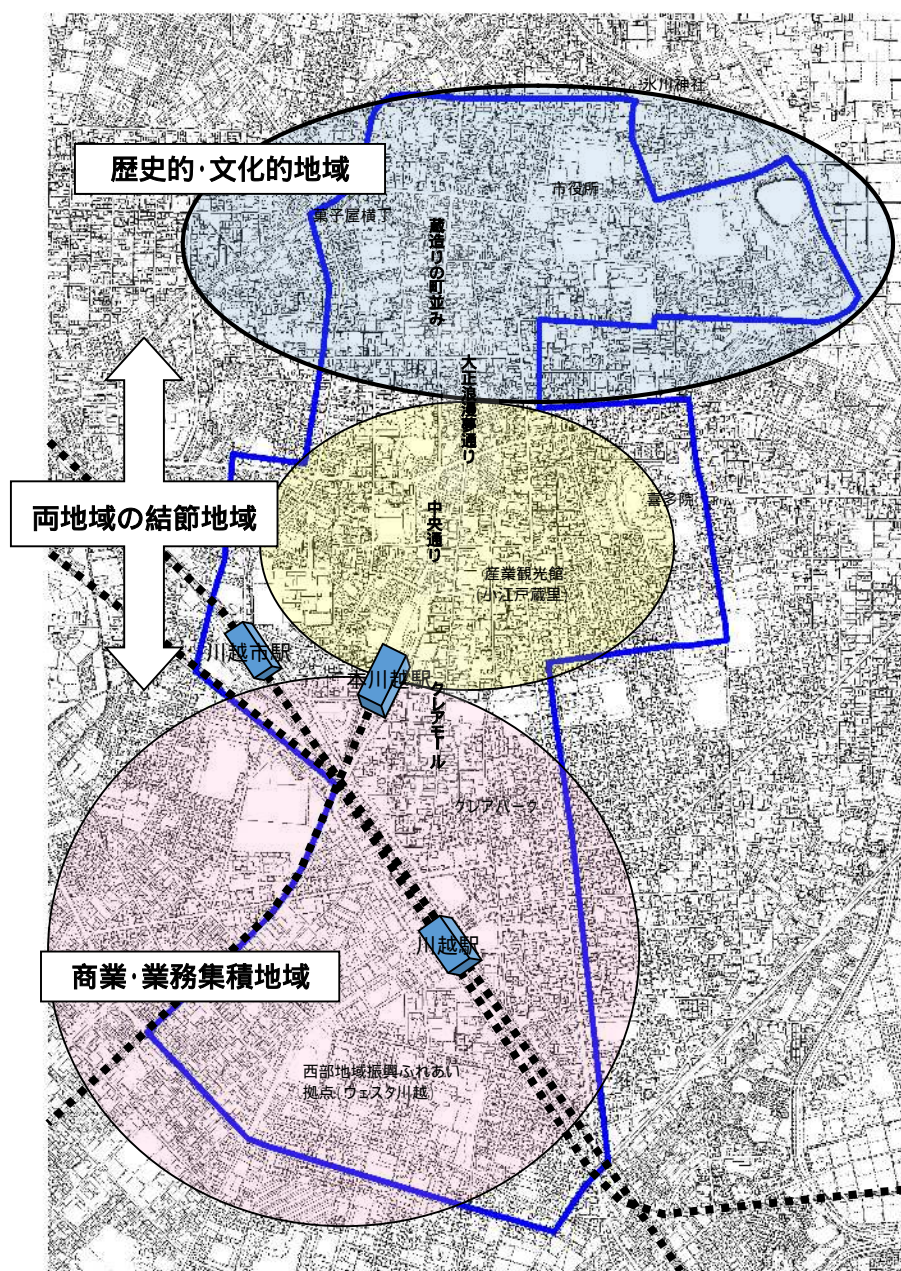 氷川神社
歴史的･文化的地域
市役所
菓子屋横丁
蔵造りの町並み
大正浪漫夢通り
喜多院
両地域の結節地域
中央通り
産業観光館
(小江戸蔵里)
川越市駅
本川越駅
クレアモール
クレアパーク
川越駅
商業･業務集積地域
西部地域振興ふれあい
拠点(ウェスタ川越)